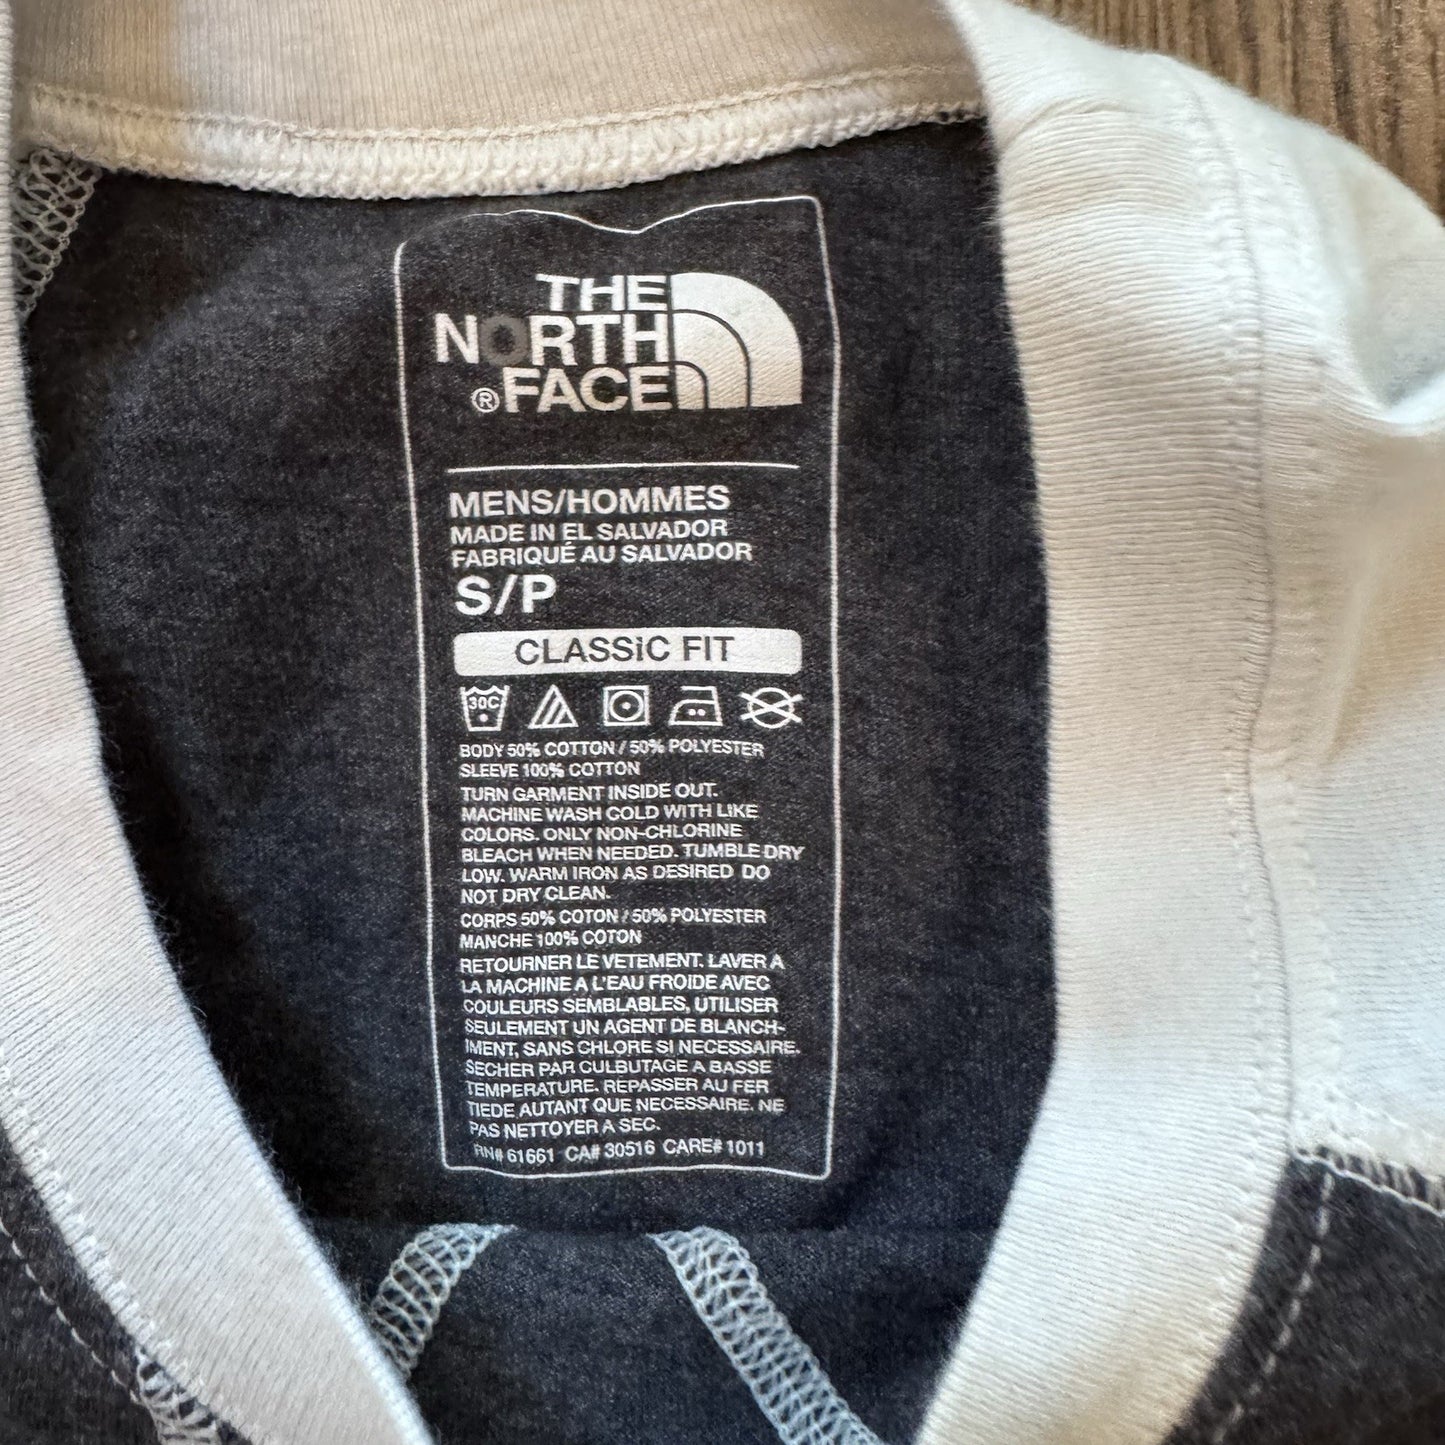 THE
NORTH
® FACE
MENS/HOMMES
MADE IN EL SALVADOR
FABRIQUÉ AU SALVADOR
S/P
CLASSiC FIT
30C
BODY 50% COTTON / 50% POLYESTER
SLEEVE 100% COTTON
TURN GARMENT INSIDE OUT.
MACHINE WASH COLD WITH LIKE
COLORS. ONLY NON-CHLORINE
BLEACH WHEN NEEDED. TUMBLE DRY
LOW. WARM IRON AS DESIRED DO
NOT DRY CLEAN.
CORPS 50% COTON / 50% POLYESTER
MANCHE 100% COTON
RETOURNER LE VETEMENT. LAVER A
LA MACHINE A L'EAU FROIDE AVEC
COULEURS SEMBLABLES, UTILISER
SEULEMENT UN AGENT DE BLANCH-
IMENT, SANS CHLORE SI NECESSAIRE.
SECHER PAR CULBUTAGE A BASSE
TEMPERATURE. REPASSER AU FER
TIEDE AUTANT QUE NECESSAIRE. NE
PAS NETTOYER A SEC.
RN# 61661 CA# 30516 CARE# 1011